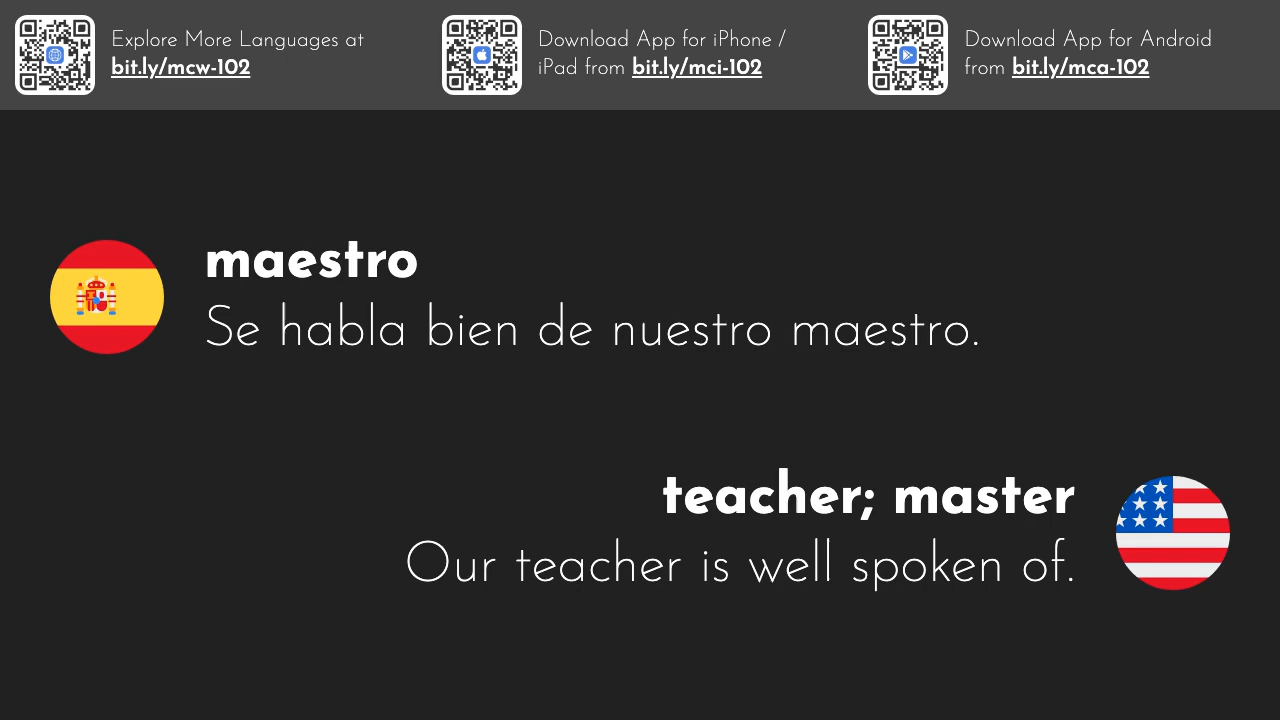 Explore More Languages at
bit.ly/mcw-102
Download App for iPhone /
iPad from bit.ly/mci-102
Download App for Android
from bit.ly/mca-102
maestro
Se habla bien de nuestro maestro.
teacher; master
Our teacher is well spoken of.